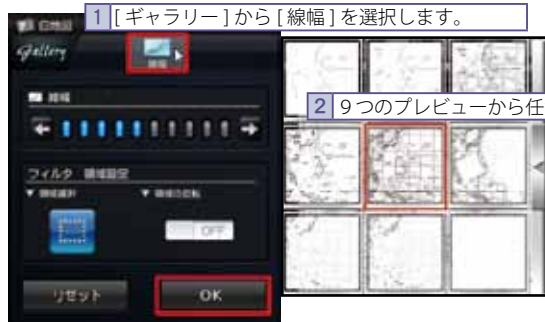 1 [ギャラリー]から[線幅]を選択します。
Gallery
線幅
線幅
2 9つのプレビューから任
フィルタ 領域設定
▼ 領域選択 ▼ 領域の反転
OFF
リセット OK